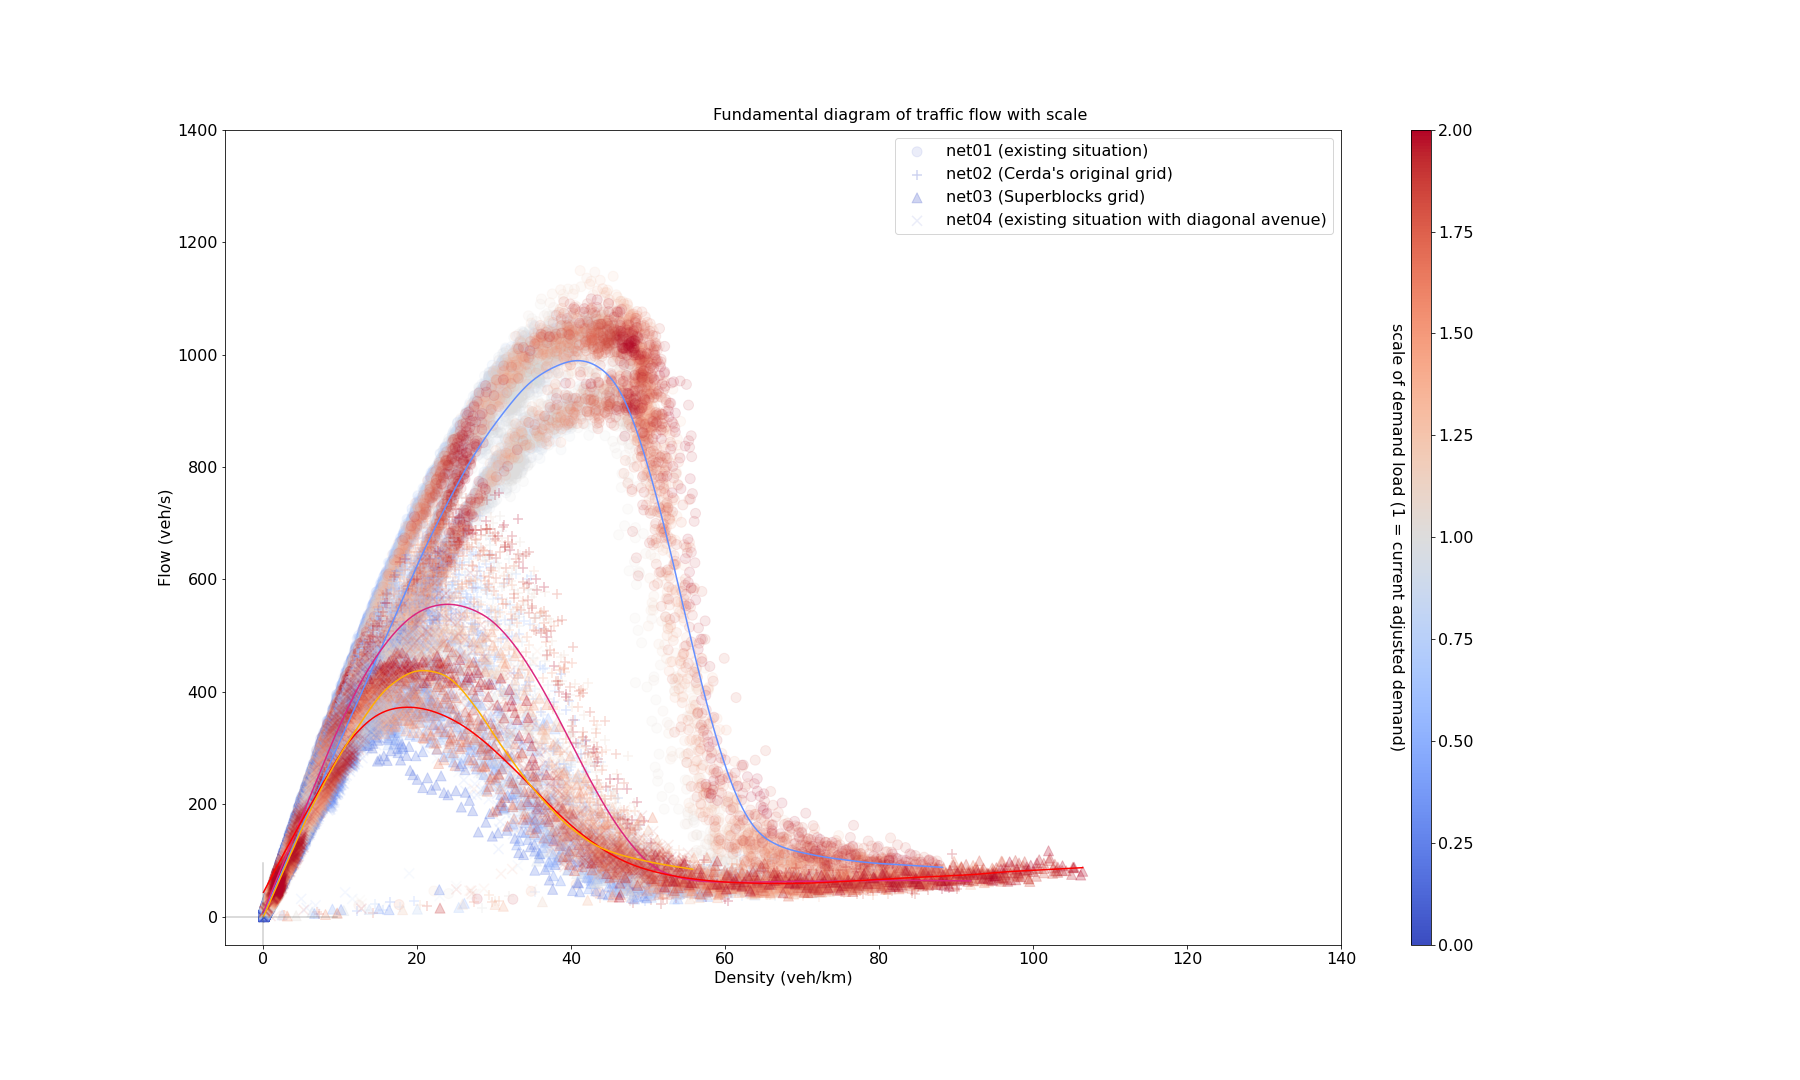 Fundamental diagram of traffic flow with scale
1400
1200
1000
800
600
400
200
0
Flow (veh/s)
net01 (existing situation)
net02 (Cerda's original grid)
net03 (Superblocks grid)
net04 (existing situation with diagonal avenue)
0 20 40 60 80 100 120 140
Density (veh/km)
scale of demand load (1 = current adjusted demand)
2.00
1.75
1.50
1.25
1.00
0.75
0.50
0.25
0.00